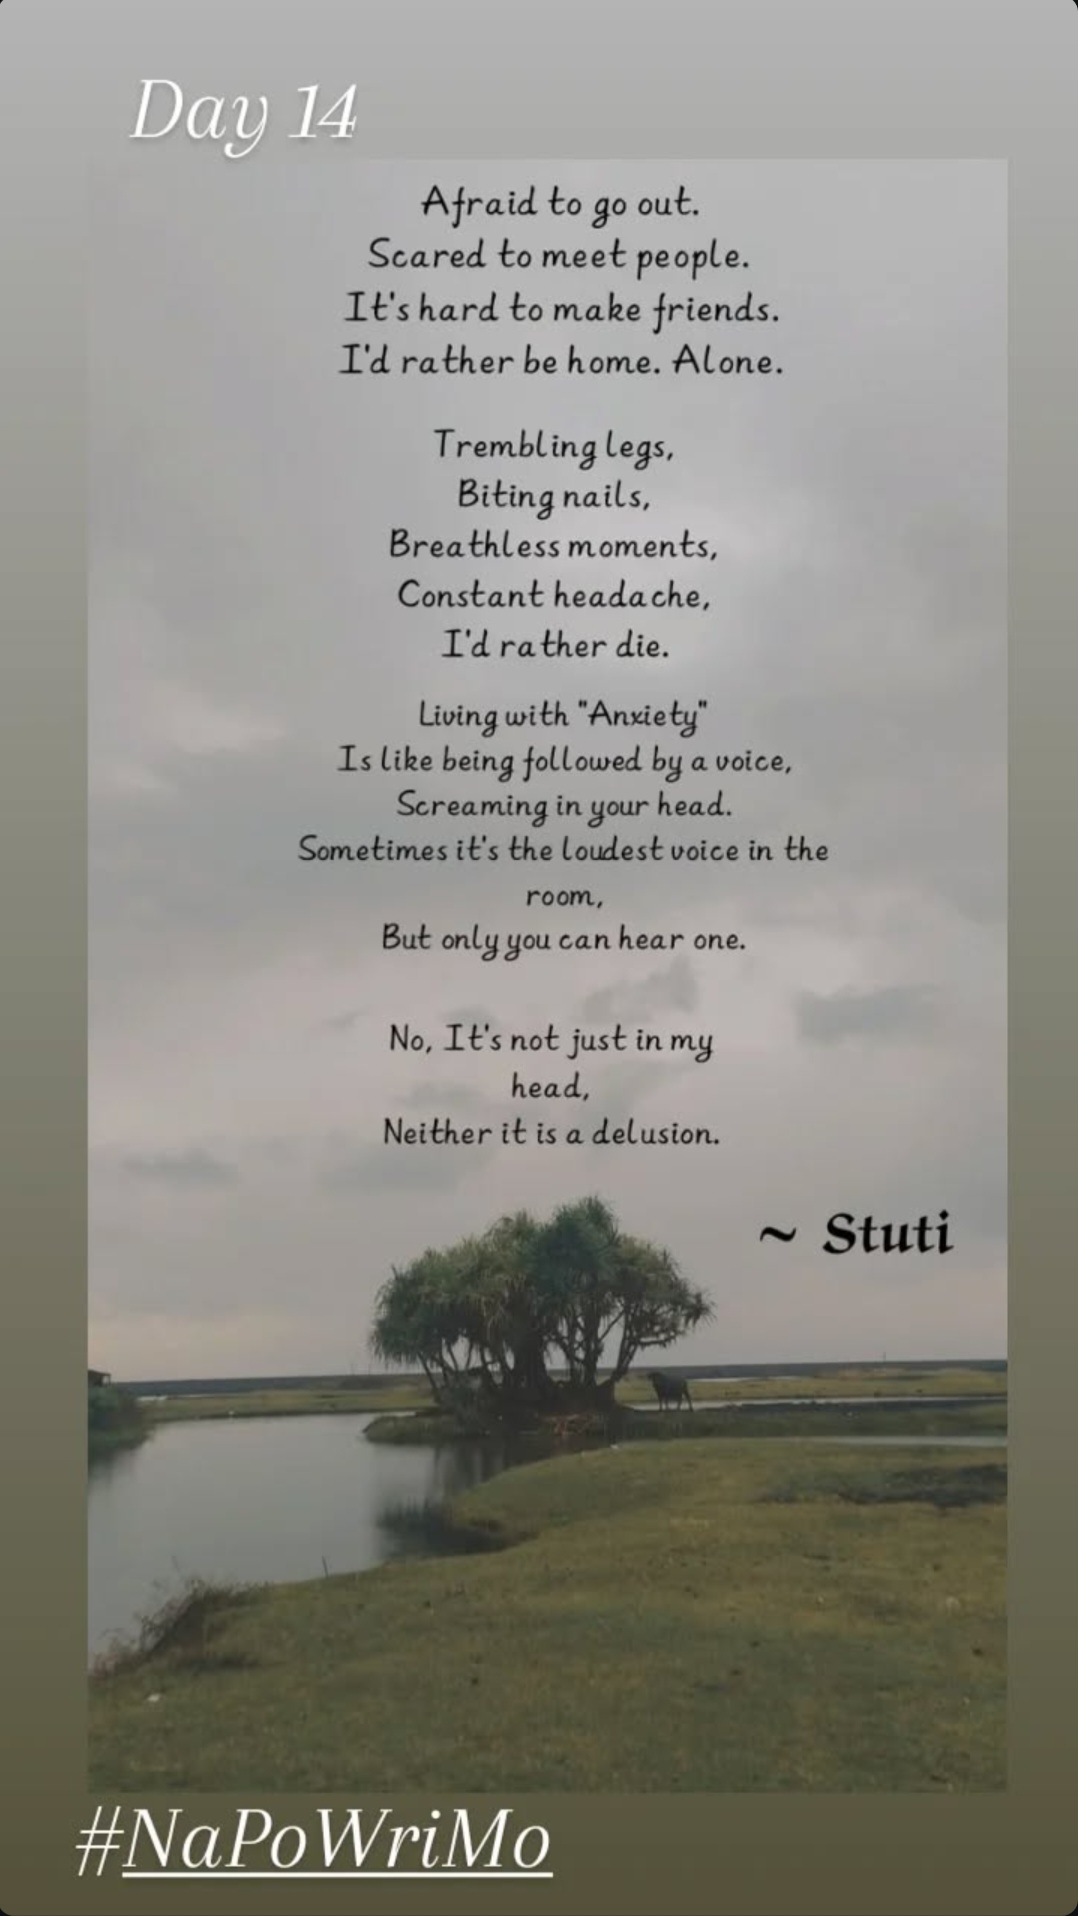 Day 14
Afraid to go out.
Scared to meet people.
It's hard to make friends.
I'd rather be home. Alone.
Trembling legs,
Biting nails,
Breathless moments,
Constant headache,
I'd rather die.
Living with "Anxiety"
Is like being followed by a voice,
Screaming in your head.
Sometimes it's the loudest voice in the
room,
But only you can hear one.
No, It's not just in my
head,
Neither it is a delusion.
~ Stuti
#NaPoWriMo